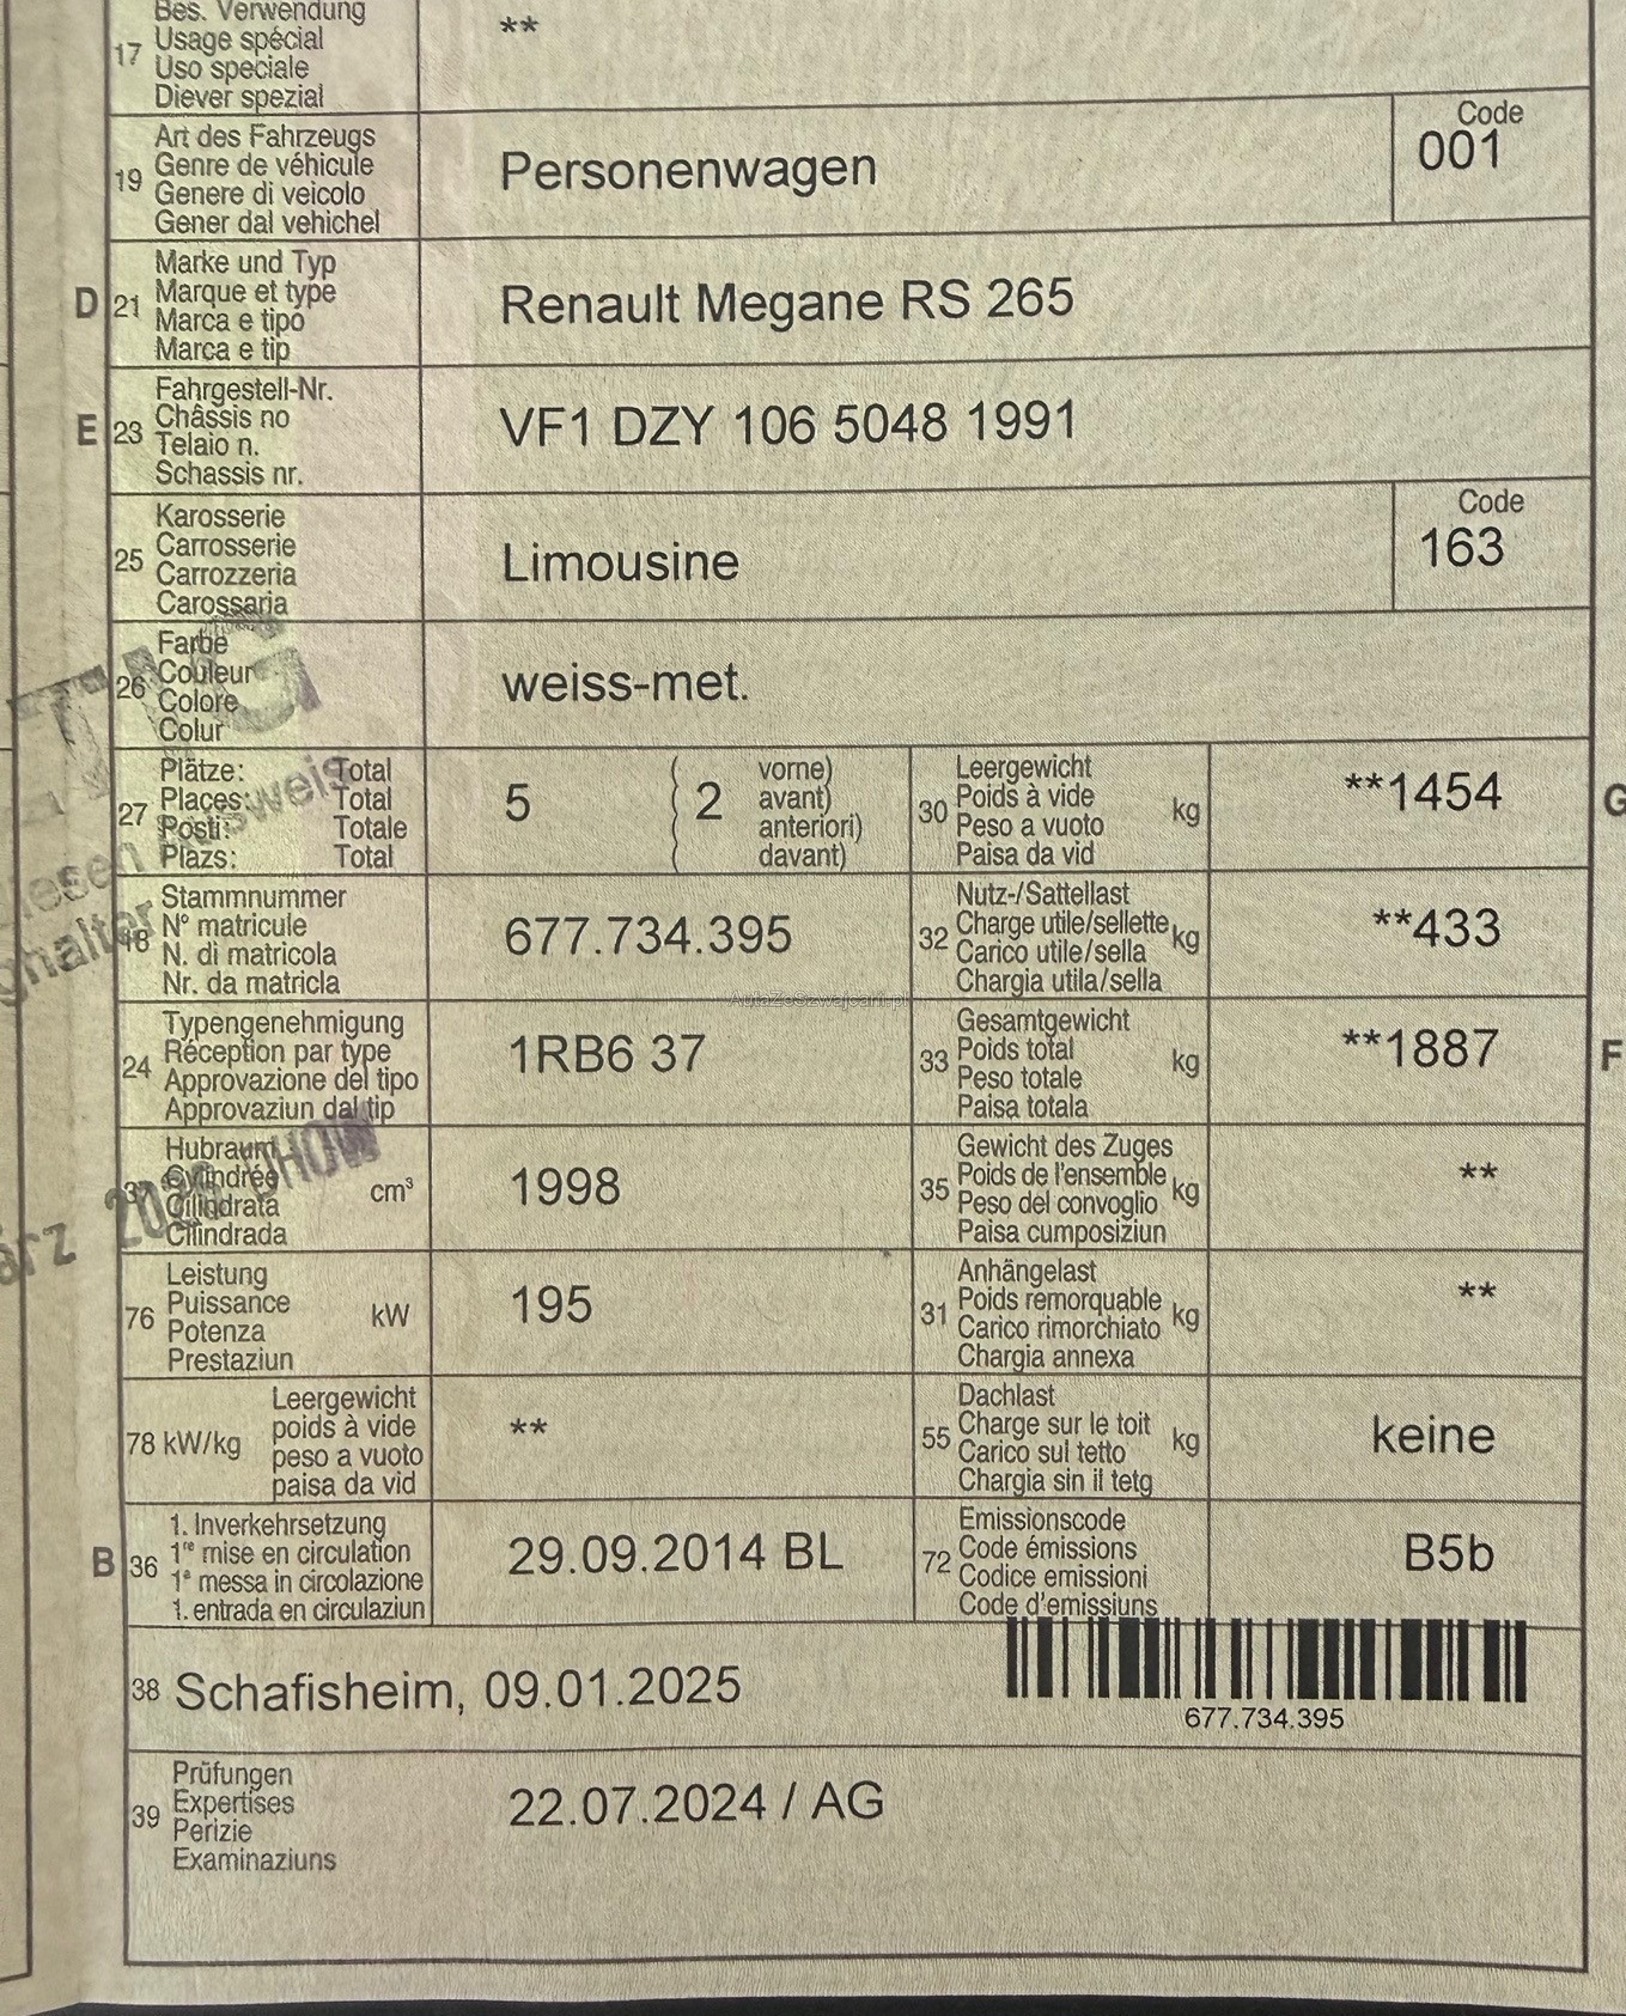 Bes. Verwendung
17 Usage spécial **
Uso speciale
Diever spezial
Art des Fahrzeugs Code
19 Genre de véhicule Personenwagen 001
Genere di veicolo
Gener dal vehichel
Marke und Typ
D 21 Marque et type Renault Megane RS 265
Marca e tipo
Marca e tip
Fahrgestell-Nr.
E 23 Châssis no VF1 DZY 106 5048 1991
Telaio n.
Schassis nr.
Karosserie Code
25 Carrosserie Limousine 163
Carrozzeria
Carossaria
Farbe
26 Couleur weiss-met.
Colore
Colur
Plätze: Total vorne) Leergewicht
27 Places: Total 5 ( 2 avant) 30 Poids à vide kg **1454 G
Posti: Totale anteriori) Peso a vuoto
Plazs: Total davant) Paisa da vid
Stammnummer Nutz-/Sattellast
18 N° matricule 677.734.395 32 Charge utile/sellette kg **433
N. di matricola Carico utile/sella
Nr. da matricla Chargia utila/sella
AutaZeSzwajcarii.pl
Typengenehmigung Gesamtgewicht
24 Réception par type 1RB6 37 33 Poids total kg **1887 F
Approvazione del tipo Peso totale
Approvaziun dal tip Paisa totala
Hubraum Gewicht des Zuges
Cylindrée cm³ 1998 35 Poids de l'ensemble kg **
Cilindrata Peso del convoglio
Cilindrada Paisa cumposiziun
Leistung Anhängelast
76 Puissance kW 195 31 Poids remorquable kg **
Potenza Carico rimorchiato
Prestaziun Chargia annexa
Leergewicht Dachlast
78 kW/kg poids à vide ** 55 Charge sur le toit kg keine
peso a vuoto Carico sul tetto
paisa da vid Chargia sin il tetg
1. Inverkehrsetzung Emissionscode
B 36 1re mise en circulation 29.09.2014 BL 72 Code émissions B5b
1a messa in circolazione Codice emissioni
1. entrada en circulaziun Code d'emissiuns
38 Schafisheim, 09.01.2025
677.734.395
Prüfungen
39 Expertises 22.07.2024 / AG
Perizie
Examinaziuns